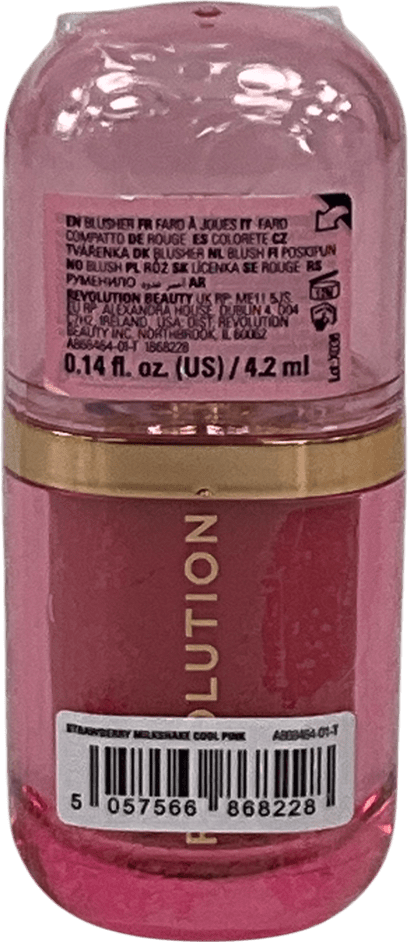 EN BLUSHER FR FARD À JOUES IT FARD
COMPATTO DE ROUGE ES COLORETE CZ
TVÁŘENKA DK BLUSHER NL BLUSH FI POSKIPUN
NO BLUSH PL RÓŻ SK LÍCENKA SE ROUGE RS
РУМЕНИЛО AR
REVOLUTION BEAUTY UK RP: ME11 5JS,
EU RP: ALEXANDRA HOUSE, DUBLIN 4, D04
C7H2, IRELAND. USA: DIST. REVOLUTION
BEAUTY INC. NORTHBROOK, IL 60062
A868464-01-T 1868228
0.14 fl. oz. (US) / 4.2 ml
12M
OLUTION
STRAWBERRY MILKSHAKE COOL PINK A868464-01-T
5 057566 868228